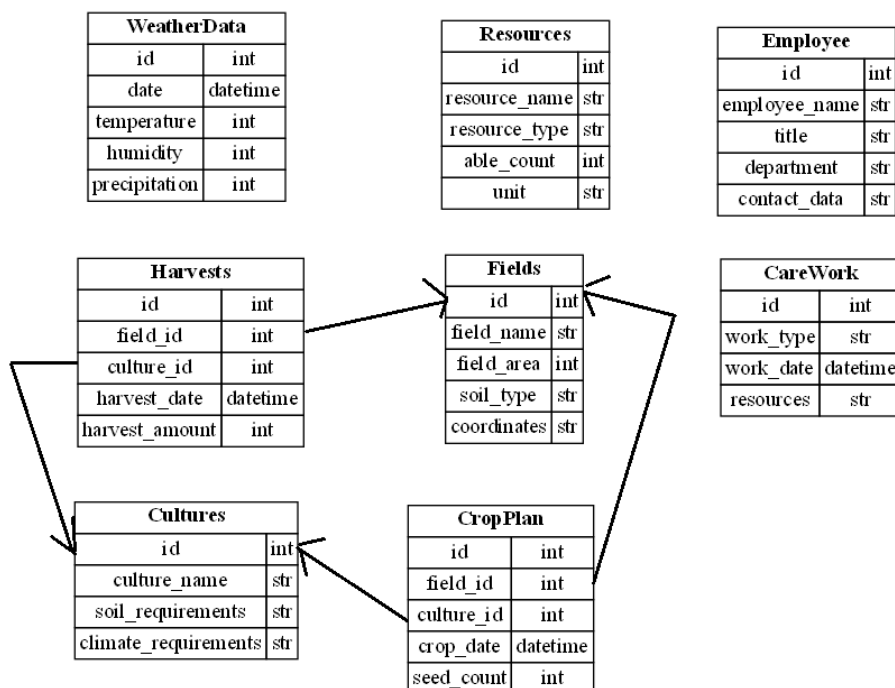 WeatherData
id int
date datetime
temperature int
humidity int
precipitation int
Resources
id int
resource_name str
resource_type str
able_count int
unit str
Employee
id int
employee_name str
title str
department str
contact_data str
Harvests
id int
field_id int
culture_id int
harvest_date datetime
harvest_amount int
Fields
id int
field_name str
field_area int
soil_type str
coordinates str
CareWork
id int
work_type str
work_date datetime
resources str
Cultures
id int
culture_name str
soil_requirements str
climate_requirements str
CropPlan
id int
field_id int
culture_id int
crop_date datetime
seed_count int